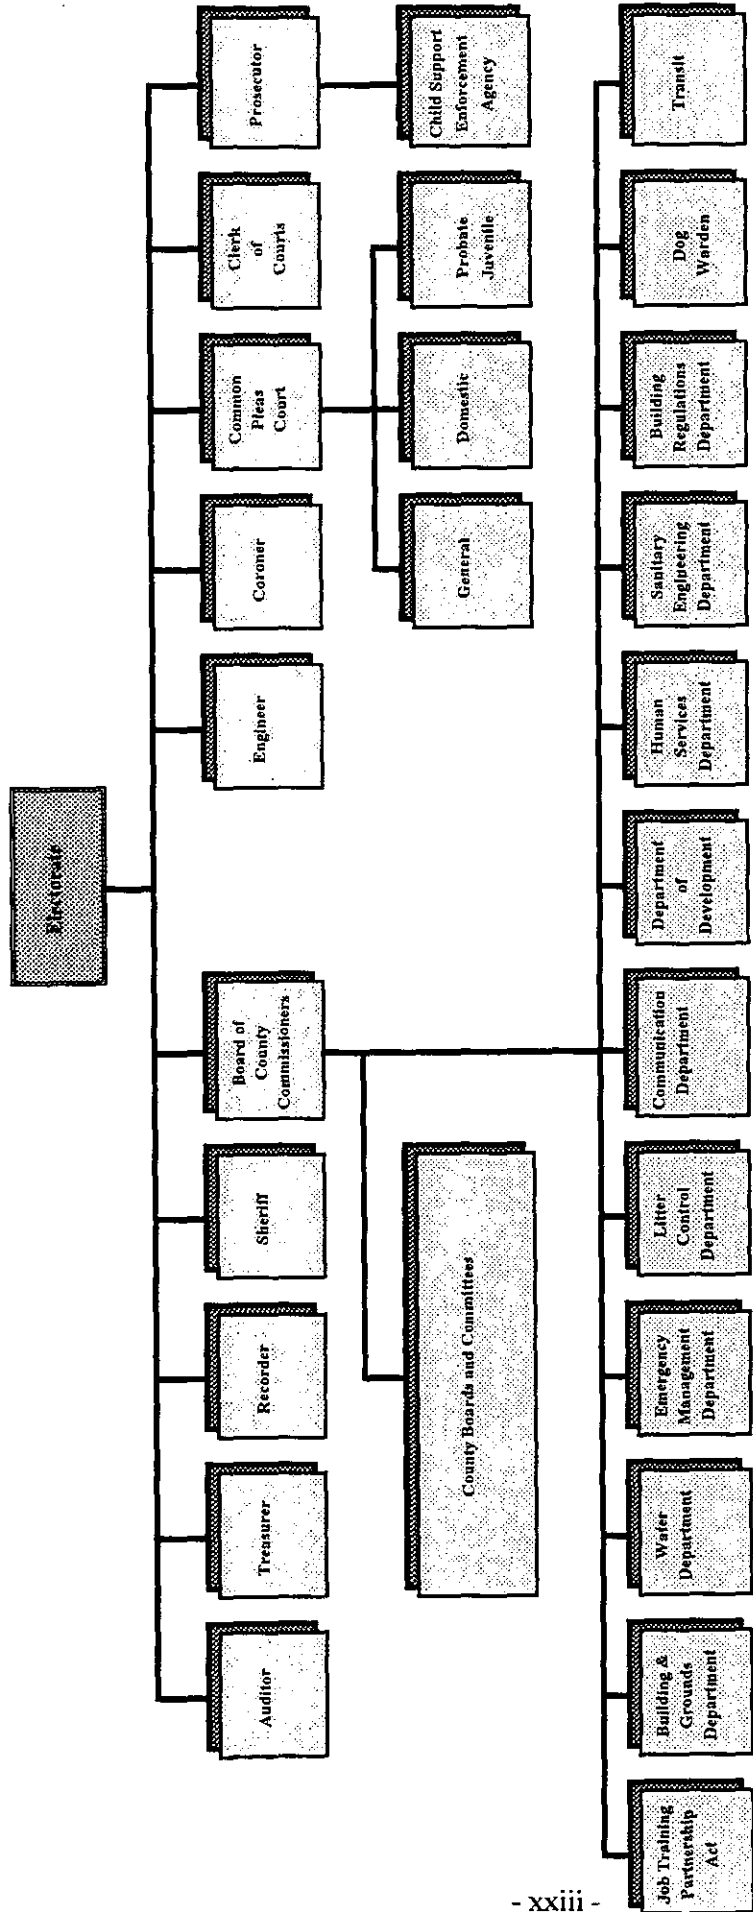 Electorate
Auditor
Treasurer
Recorder
Sheriff
Board of
County
Commissioners
Engineer
Coroner
Common
Pleas
Court
Clerk
of
Courts
Prosecutor
County Boards and Committees
General
Domestic
Probate
Juvenile
Child Support
Enforcement
Agency
Job Training
Partnership
Act
Building &
Grounds
Department
Water
Department
Emergency
Management
Department
Litter
Control
Department
Communication
Department
Department
of
Development
Human
Services
Department
Sanitary
Engineering
Department
Building
Regulations
Department
Dog
Warden
Transit
- xxiii -